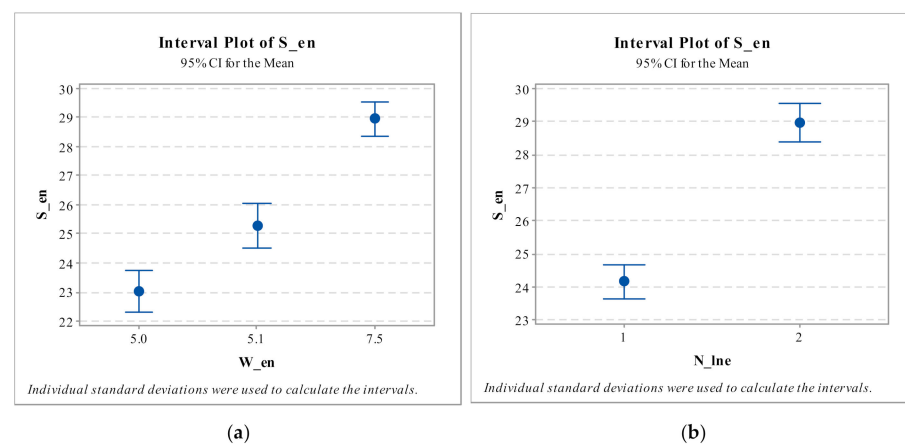 Interval Plot of S_en
95% CI for the Mean
30
29
28
27
26
25
24
23
22
S_en
5.0 5.1 7.5
W_en
Individual standard deviations were used to calculate the intervals.
(a)
Interval Plot of S_en
95% CI for the Mean
30
29
28
27
26
25
24
23
S_en
1 2
N_lne
Individual standard deviations were used to calculate the intervals.
(b)